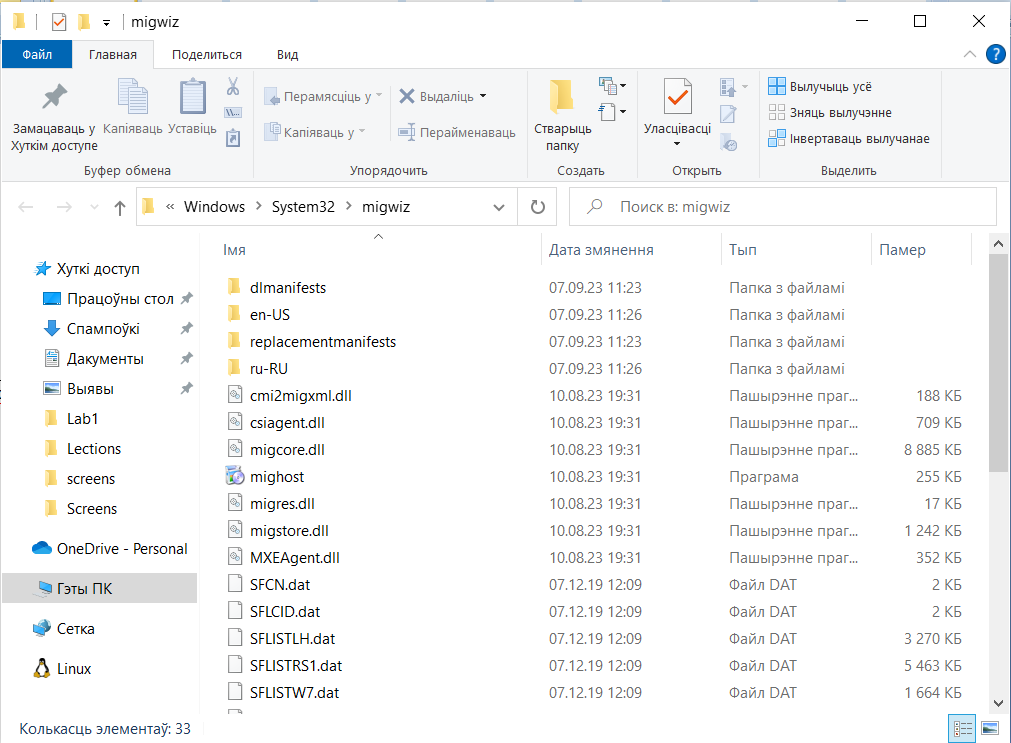 migwiz
Файл Главная Поделиться Вид
Замацаваць у Хуткім доступе
Капіяваць
Уставіць
Перамясціць у
Капіяваць у
Выдаліць
Перайменаваць
Стварыць папку
Уласцівасці
Вылучыць усё
Зняць вылучэнне
Інвертаваць вылучанае
Буфер обмена Упорядочить Создать Открыть Выделить
« Windows > System32 > migwiz
Поиск в: migwiz
Хуткі доступ
Працоўны стол
Спампоўкі
Дакументы
Выявы
Lab1
Lections
screens
Screens
OneDrive - Personal
Гэты ПК
Сетка
Linux
Імя Дата змянення Тып Памер
dlmanifests 07.09.23 11:23 Папка з файламі
en-US 07.09.23 11:26 Папка з файламі
replacementmanifests 07.09.23 11:23 Папка з файламі
ru-RU 07.09.23 11:26 Папка з файламі
cmi2migxml.dll 10.08.23 19:31 Пашырэнне праг... 188 КБ
csiagent.dll 10.08.23 19:31 Пашырэнне праг... 709 КБ
migcore.dll 10.08.23 19:31 Пашырэнне праг... 8 885 КБ
mighost 10.08.23 19:31 Праграма 255 КБ
migres.dll 10.08.23 19:31 Пашырэнне праг... 17 КБ
migstore.dll 10.08.23 19:31 Пашырэнне праг... 1 242 КБ
MXEAgent.dll 10.08.23 19:31 Пашырэнне праг... 352 КБ
SFCN.dat 07.12.19 12:09 Файл DAT 2 КБ
SFLCID.dat 07.12.19 12:09 Файл DAT 2 КБ
SFLISTLH.dat 07.12.19 12:09 Файл DAT 3 270 КБ
SFLISTRS1.dat 07.12.19 12:09 Файл DAT 5 463 КБ
SFLISTW7.dat 07.12.19 12:09 Файл DAT 1 664 КБ
Колькасць элементаў: 33